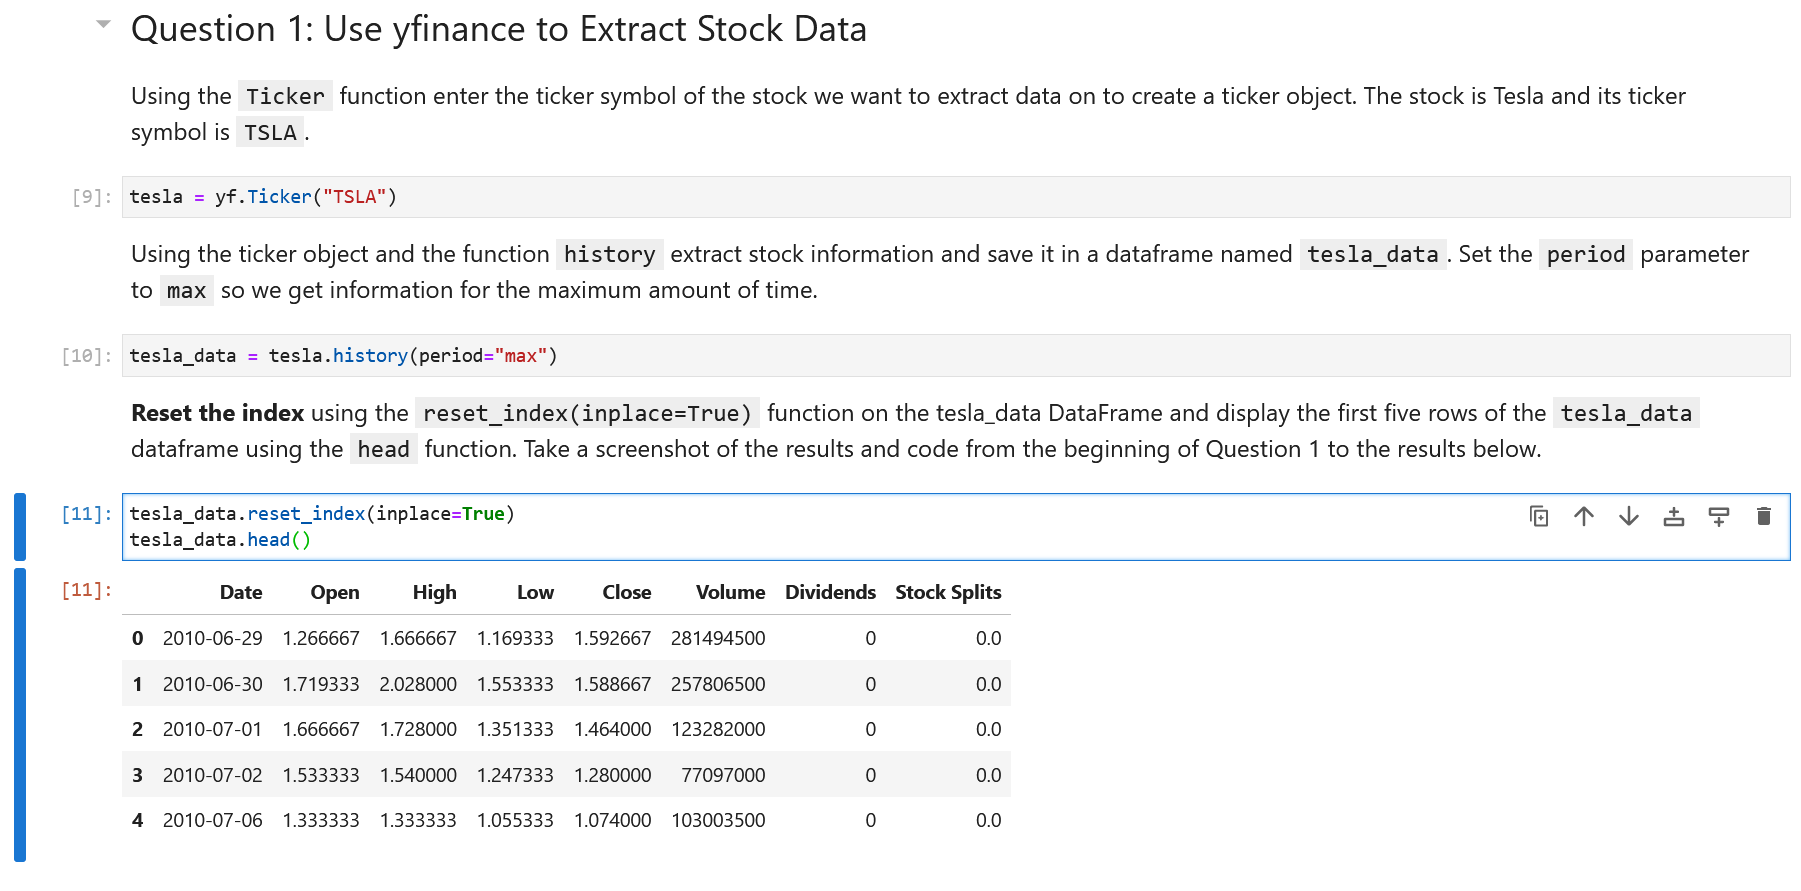 Question 1: Use yfinance to Extract Stock Data
Using the Ticker function enter the ticker symbol of the stock we want to extract data on to create a ticker object. The stock is Tesla and its ticker
symbol is TSLA.
[9]: tesla = yf.Ticker("TSLA")
Using the ticker object and the function history extract stock information and save it in a dataframe named tesla_data. Set the period parameter
to max so we get information for the maximum amount of time.
[10]: tesla_data = tesla.history(period="max")
Reset the index using the reset_index(inplace=True) function on the tesla_data DataFrame and display the first five rows of the tesla_data
dataframe using the head function. Take a screenshot of the results and code from the beginning of Question 1 to the results below.
[11]: tesla_data.reset_index(inplace=True)
tesla_data.head()
[11]: Date Open High Low Close Volume Dividends Stock Splits
0 2010-06-29 1.266667 1.666667 1.169333 1.592667 281494500 0 0.0
1 2010-06-30 1.719333 2.028000 1.553333 1.588667 257806500 0 0.0
2 2010-07-01 1.666667 1.728000 1.351333 1.464000 123282000 0 0.0
3 2010-07-02 1.533333 1.540000 1.247333 1.280000 77097000 0 0.0
4 2010-07-06 1.333333 1.333333 1.055333 1.074000 103003500 0 0.0